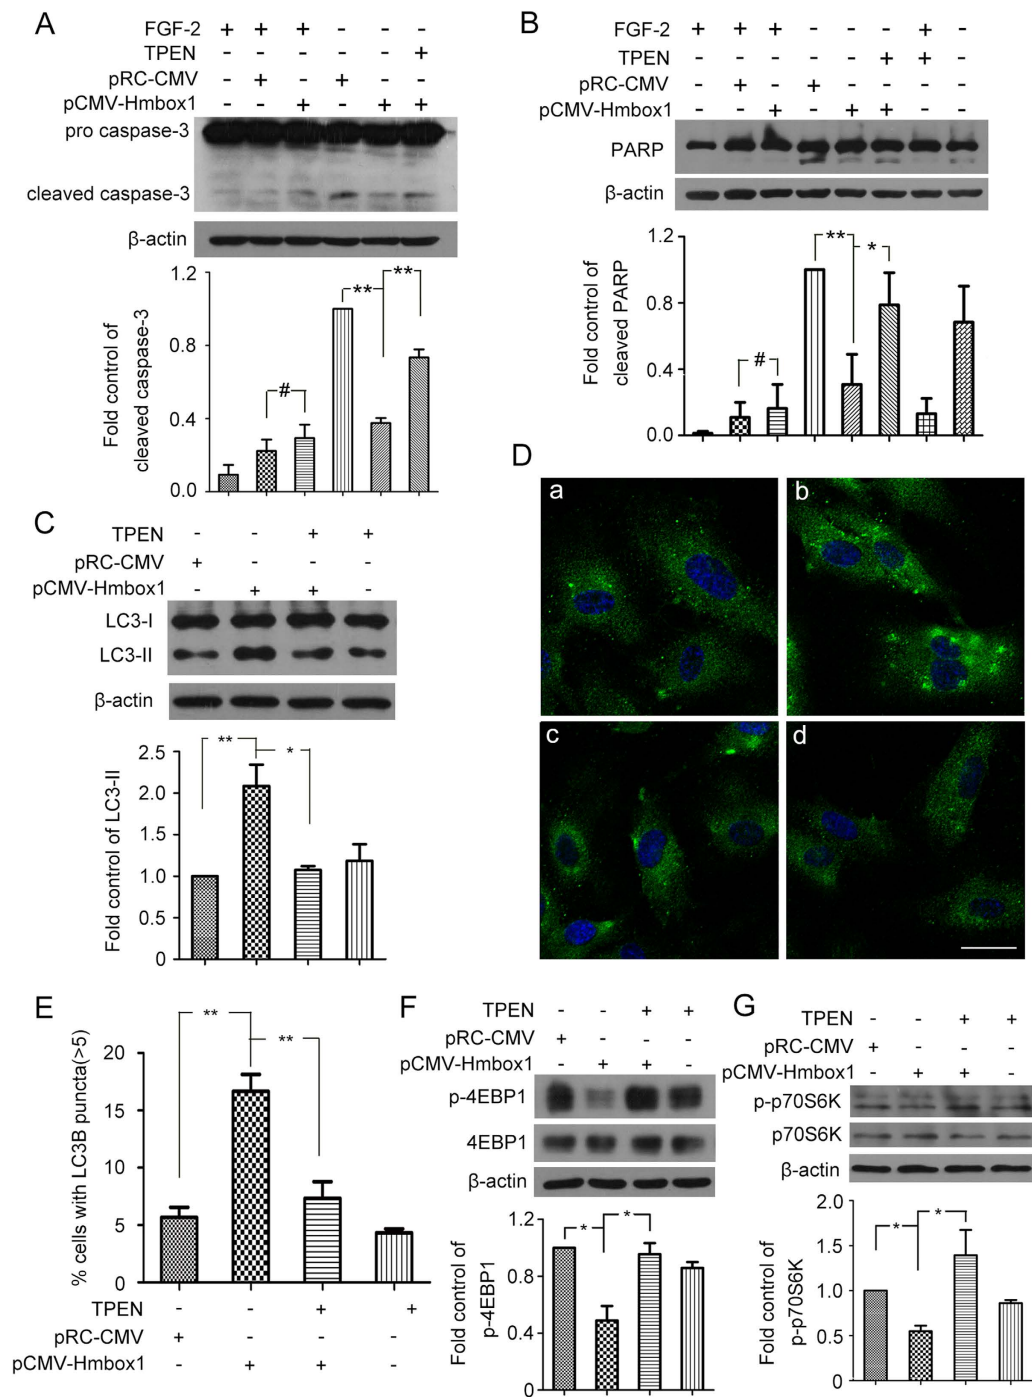 A
FGF-2 + + + - - -
TPEN - - - - - +
pRC-CMV - + - + - -
pCMV-Hmbox1 - - + - + +
pro caspase-3
cleaved caspase-3
β-actin
Fold control of
cleaved caspase-3
1.2
0.8
0.4
0.0
#
**
**
B
FGF-2 + + + - - - + -
TPEN - - - - - + + -
pRC-CMV - + - + - - - -
pCMV-Hmbox1 - - + - + + - -
PARP
β-actin
Fold control of
cleaved PARP
1.2
0.8
0.4
0.0
#
**
*
C
TPEN - - + +
pRC-CMV + - - -
pCMV-Hmbox1 - + + -
LC3-I
LC3-II
β-actin
Fold control of LC3-II
2.5
2.0
1.5
1.0
0.5
0
**
*
D
a
b
c
d
E
% cells with LC3B puncta(>5)
20
15
10
5
0
**
**
TPEN - - + +
pRC-CMV + - - -
pCMV-Hmbox1 - + + -
F
TPEN - - + +
pRC-CMV + - - -
pCMV-Hmbox1 - + + -
p-4EBP1
4EBP1
β-actin
Fold control of
p-4EBP1
1.2
0.8
0.4
0
*
*
G
TPEN - - + +
pRC-CMV + - - -
pCMV-Hmbox1 - + + -
p-p70S6K
p70S6K
β-actin
Fold control of
p-p70S6K
2.0
1.5
1.0
0.5
0
*
*